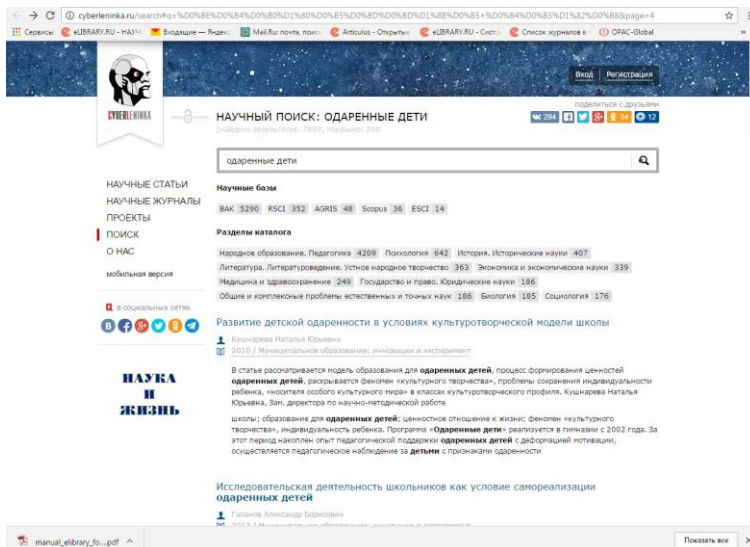 cyberleninka.ru/search#q=%D0%BE%D0%B4%D0%B0%D1%80%D0%B5%D0%BD%D0%BD%D1%8B%D0%B5+%D0%B4%D0%B5%D1%82%D0%B8&page=4
Сервисы
Входящие — Яндекс
Mail.Ru: почта, поиск
Articulus - Открытые
eLIBRARY.RU - Сист
Список журналов в
OPAC-Global
Вход Регистрация
CYBERLENINKA
поделиться с друзьями
НАУЧНЫЙ ПОИСК: ОДАРЕННЫЕ ДЕТИ
294 34 12
одаренные дети
НАУЧНЫЕ СТАТЬИ
НАУЧНЫЕ ЖУРНАЛЫ
ПРОЕКТЫ
ПОИСК
О НАС
мобильная версия
в социальных сетях
НАУКА
И
ЖИЗНЬ
Научные базы
ВАК 5290 RSCI 352 AGRIS 48 Scopus 36 ESCI 14
Разделы каталога
Народное образование. Педагогика 4209 Психология 642 История. Исторические науки 407
Литература. Литературоведение. Устное народное творчество 363 Экономика и экономические науки 339
Медицина и здравоохранение 249 Государство и право. Юридические науки 186
Общие и комплексные проблемы естественных и точных наук 186 Биология 185 Социология 176
Развитие детской одаренности в условиях культуротворческой модели школы
Кушнарева Наталья Юрьевна
2010 / Муниципальное образование: инновации и эксперимент
В статье рассматривается модель образования для одаренных детей, процесс формирования ценностей
одаренных детей, раскрывается феномен «культурного творчества», проблемы сохранения индивидуальности
ребенка, «носителя особого культурного мира» в классах культуротворческого профиля. Кушнарева Наталья
Юрьевна, Зам. директора по научно-методической работе
школы; образование для одаренных детей; ценностное отношение к жизни; феномен «культурного
творчества», индивидуальность ребенка. Программа «Одаренные дети» реализуется в гимназии с 2002 года. За
этот период накоплен опыт педагогической поддержки одаренных детей с деформацией мотивации,
осуществляется педагогическое наблюдение за детьми с признаками одаренности
Исследовательская деятельность школьников как условие самореализации
одаренных детей
Галанов Александр Борисович
manual_elibrary_fo....pdf
Показать все